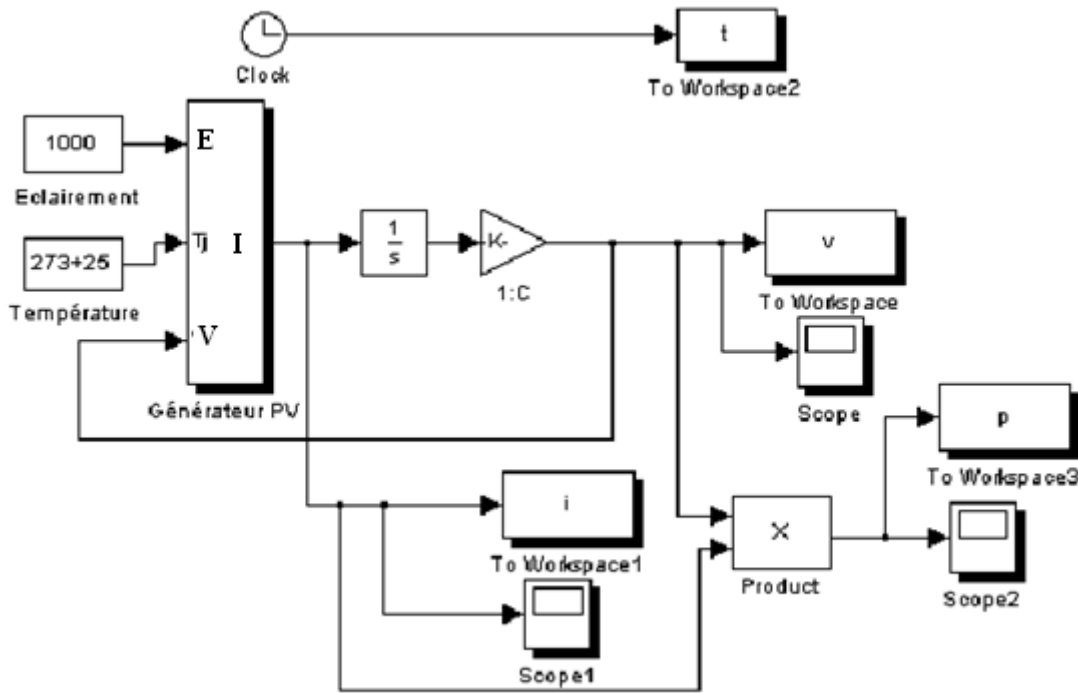 t
Clock
To Workspace2
1000
E
Eclairement
273+25
Tj
I
1
s
K-
v
Température
1:C
To Workspace
V
Générateur PV
Scope
p
To Workspace3
i
X
To Workspace1
Product
Scope2
Scope1